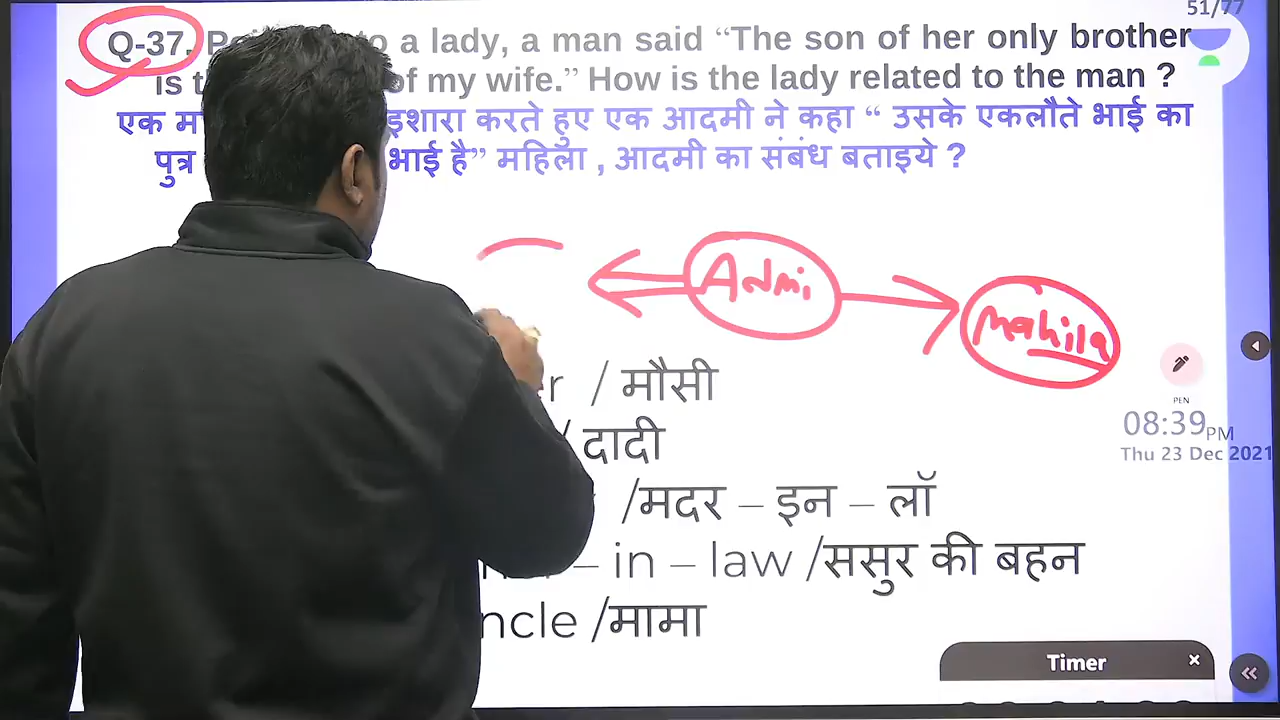 51/77
Q-37. to a lady, a man said “The son of her only brother
is of my wife.” How is the lady related to the man ?
एक इशारा करते हुए एक आदमी ने कहा “ उसके एकलौते भाई का
पुत्र भाई है” महिला , आदमी का संबंध बताइये ?
Admi
Mahila
/ मौसी
PEN
08:39 PM
/ दादी
Thu 23 Dec 2021
/मदर – इन – लॉ
– in – law /ससुर की बहन
/मामा
Timer ×